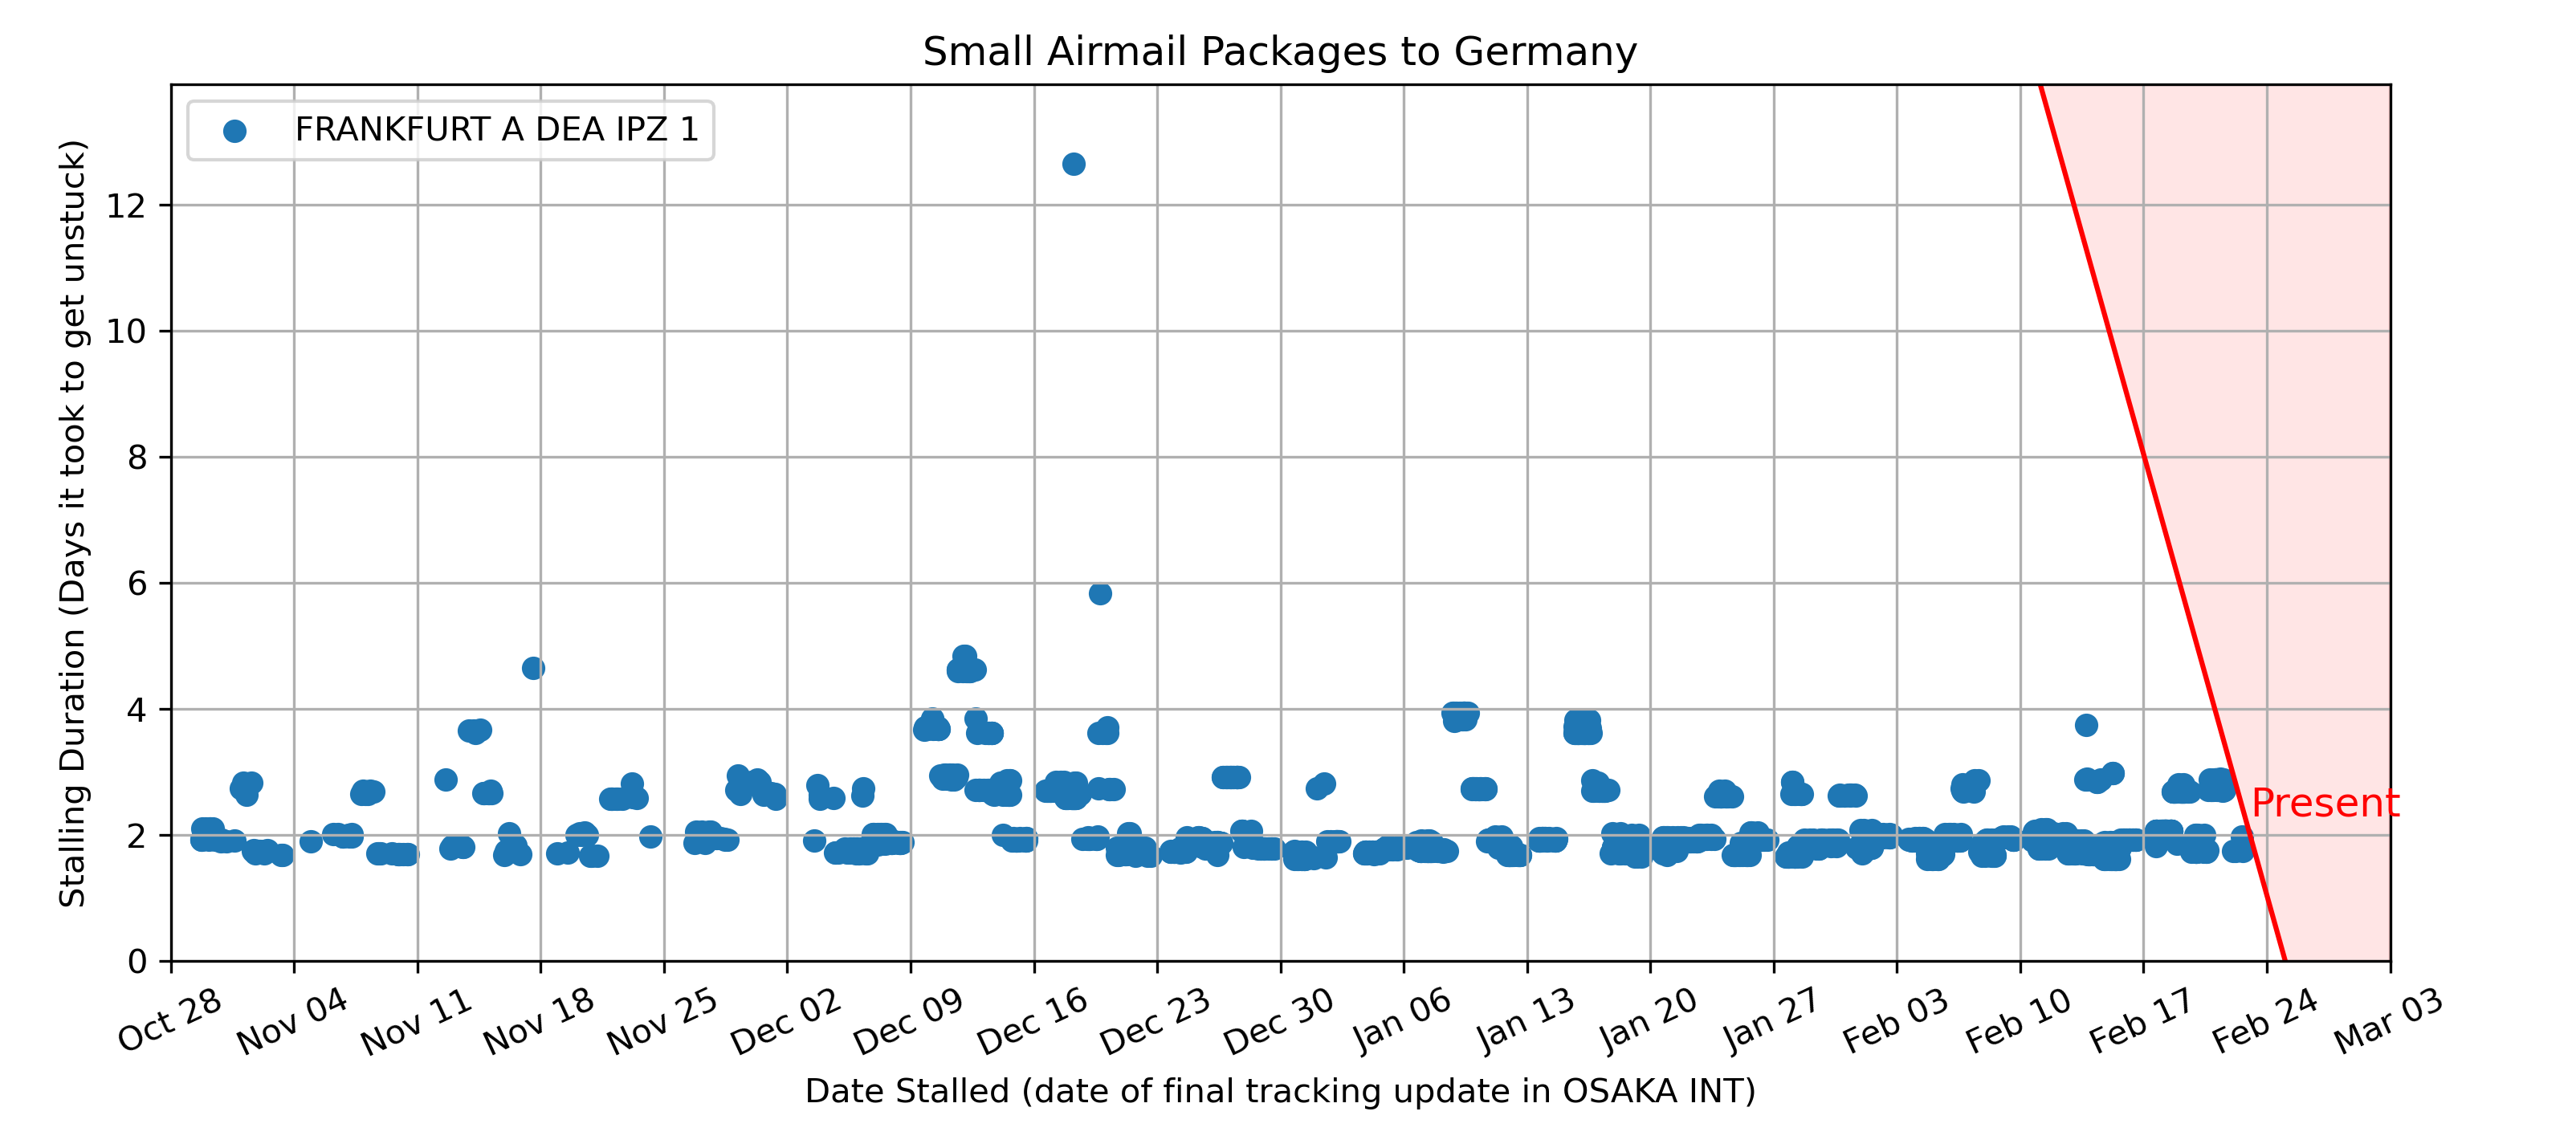 Small Airmail Packages to Germany
FRANKFURT A DEA IPZ 1
Stalling Duration (Days it took to get unstuck)
12
10
8
6
4
2
0
Present
Oct 28
Nov 04
Nov 11
Nov 18
Nov 25
Dec 02
Dec 09
Dec 16
Dec 23
Dec 30
Jan 06
Jan 13
Jan 20
Jan 27
Feb 03
Feb 10
Feb 17
Feb 24
Mar 03
Date Stalled (date of final tracking update in OSAKA INT)